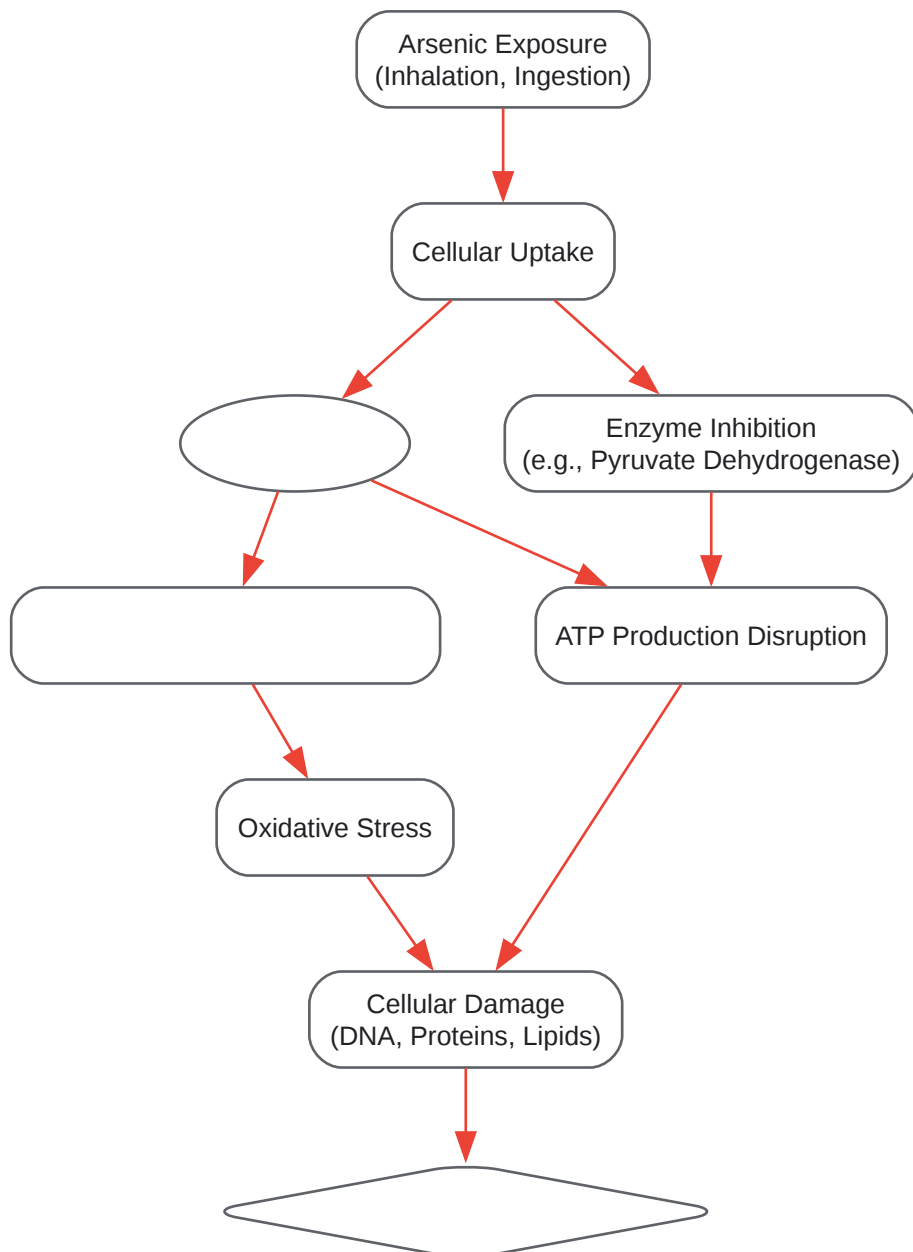 Arsenic Exposure
(Inhalation, Ingestion)
Cellular Uptake
Enzyme Inhibition
(e.g., Pyruvate Dehydrogenase)
ATP Production Disruption
Oxidative Stress
Cellular Damage
(DNA, Proteins, Lipids)